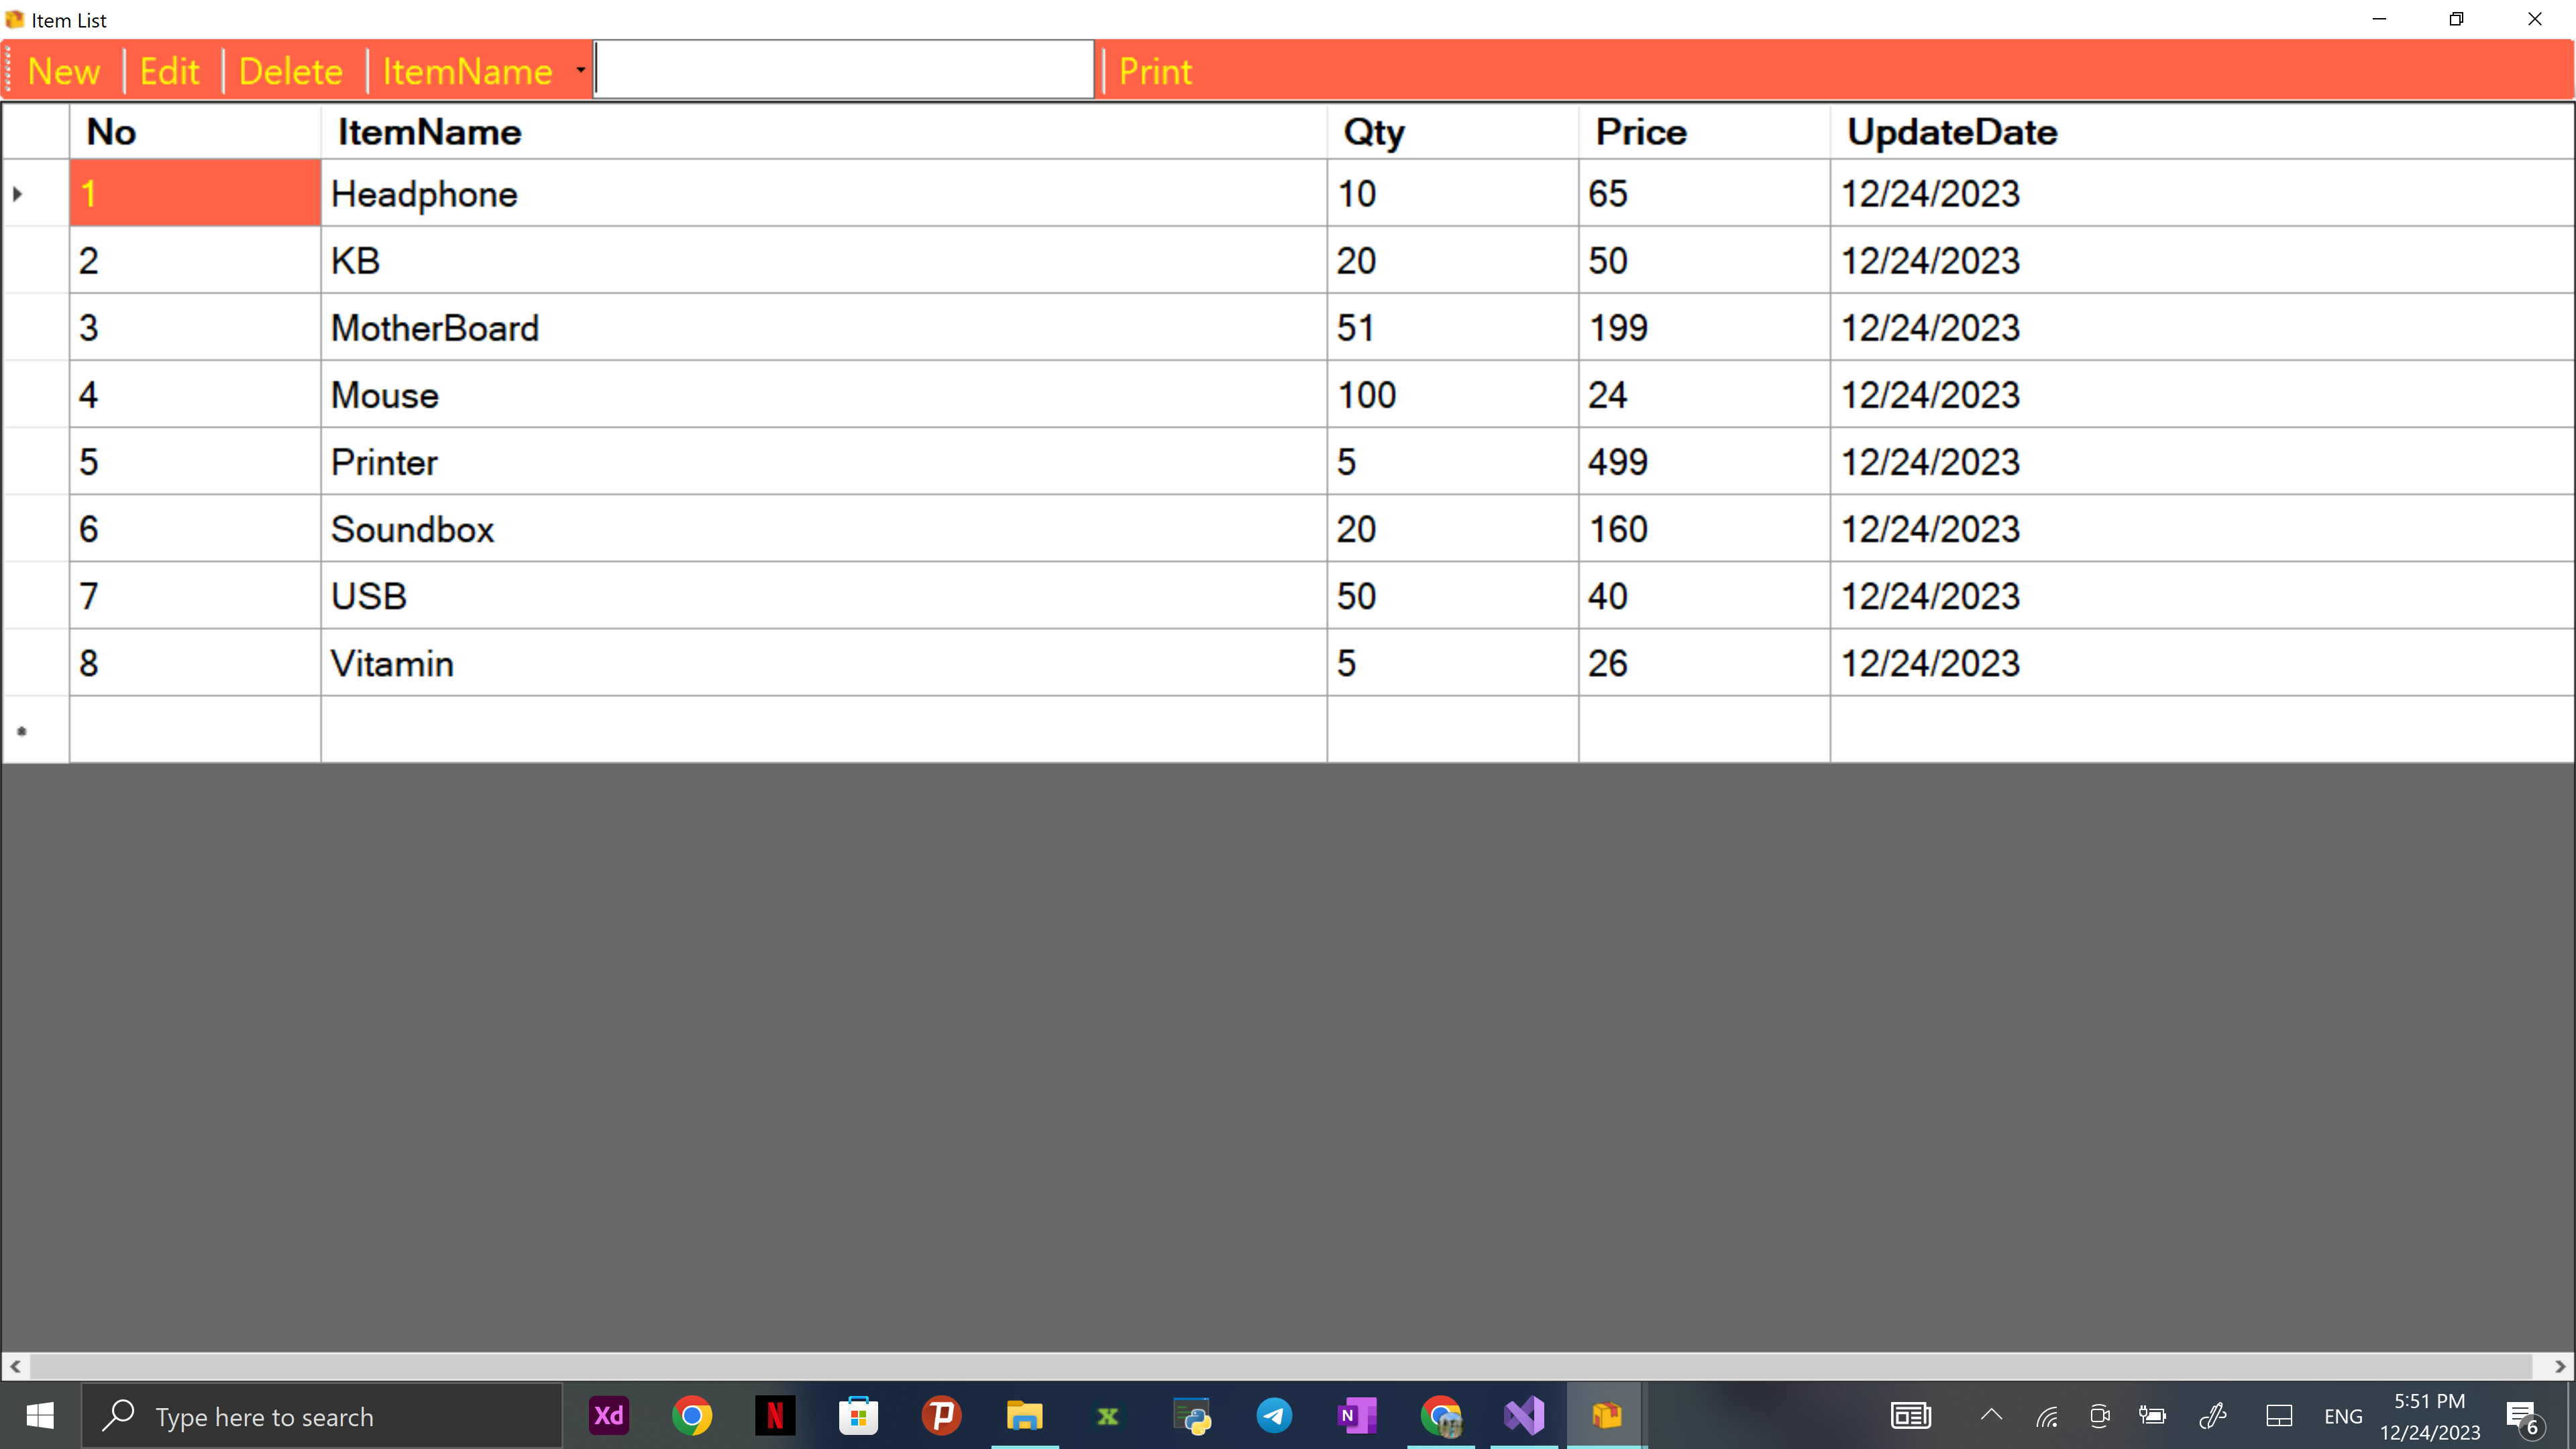 Item List
New Edit Delete ItemName Print
No ItemName Qty Price UpdateDate
1 Headphone 10 65 12/24/2023
2 KB 20 50 12/24/2023
3 MotherBoard 51 199 12/24/2023
4 Mouse 100 24 12/24/2023
5 Printer 5 499 12/24/2023
6 Soundbox 20 160 12/24/2023
7 USB 50 40 12/24/2023
8 Vitamin 5 26 12/24/2023
Type here to search Xd N P X N ENG 5:51 PM
12/24/2023 6